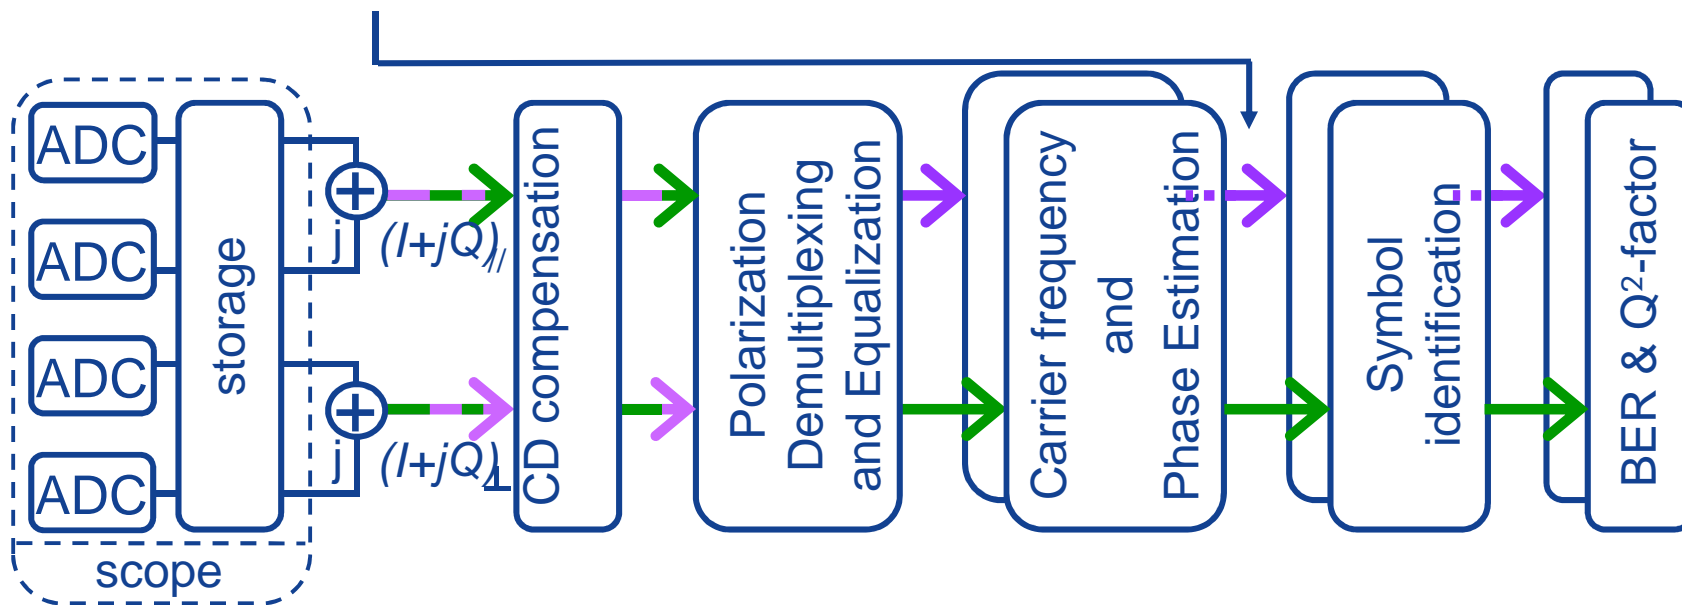 ADC
ADC
ADC
ADC
storage
scope
+
j
(I+jQ)//
+
j
(I+jQ)⊥
CD compensation
Polarization
Demultiplexing
and Equalization
Carrier frequency
and
Phase Estimation
Symbol
identification
BER & Q²-factor